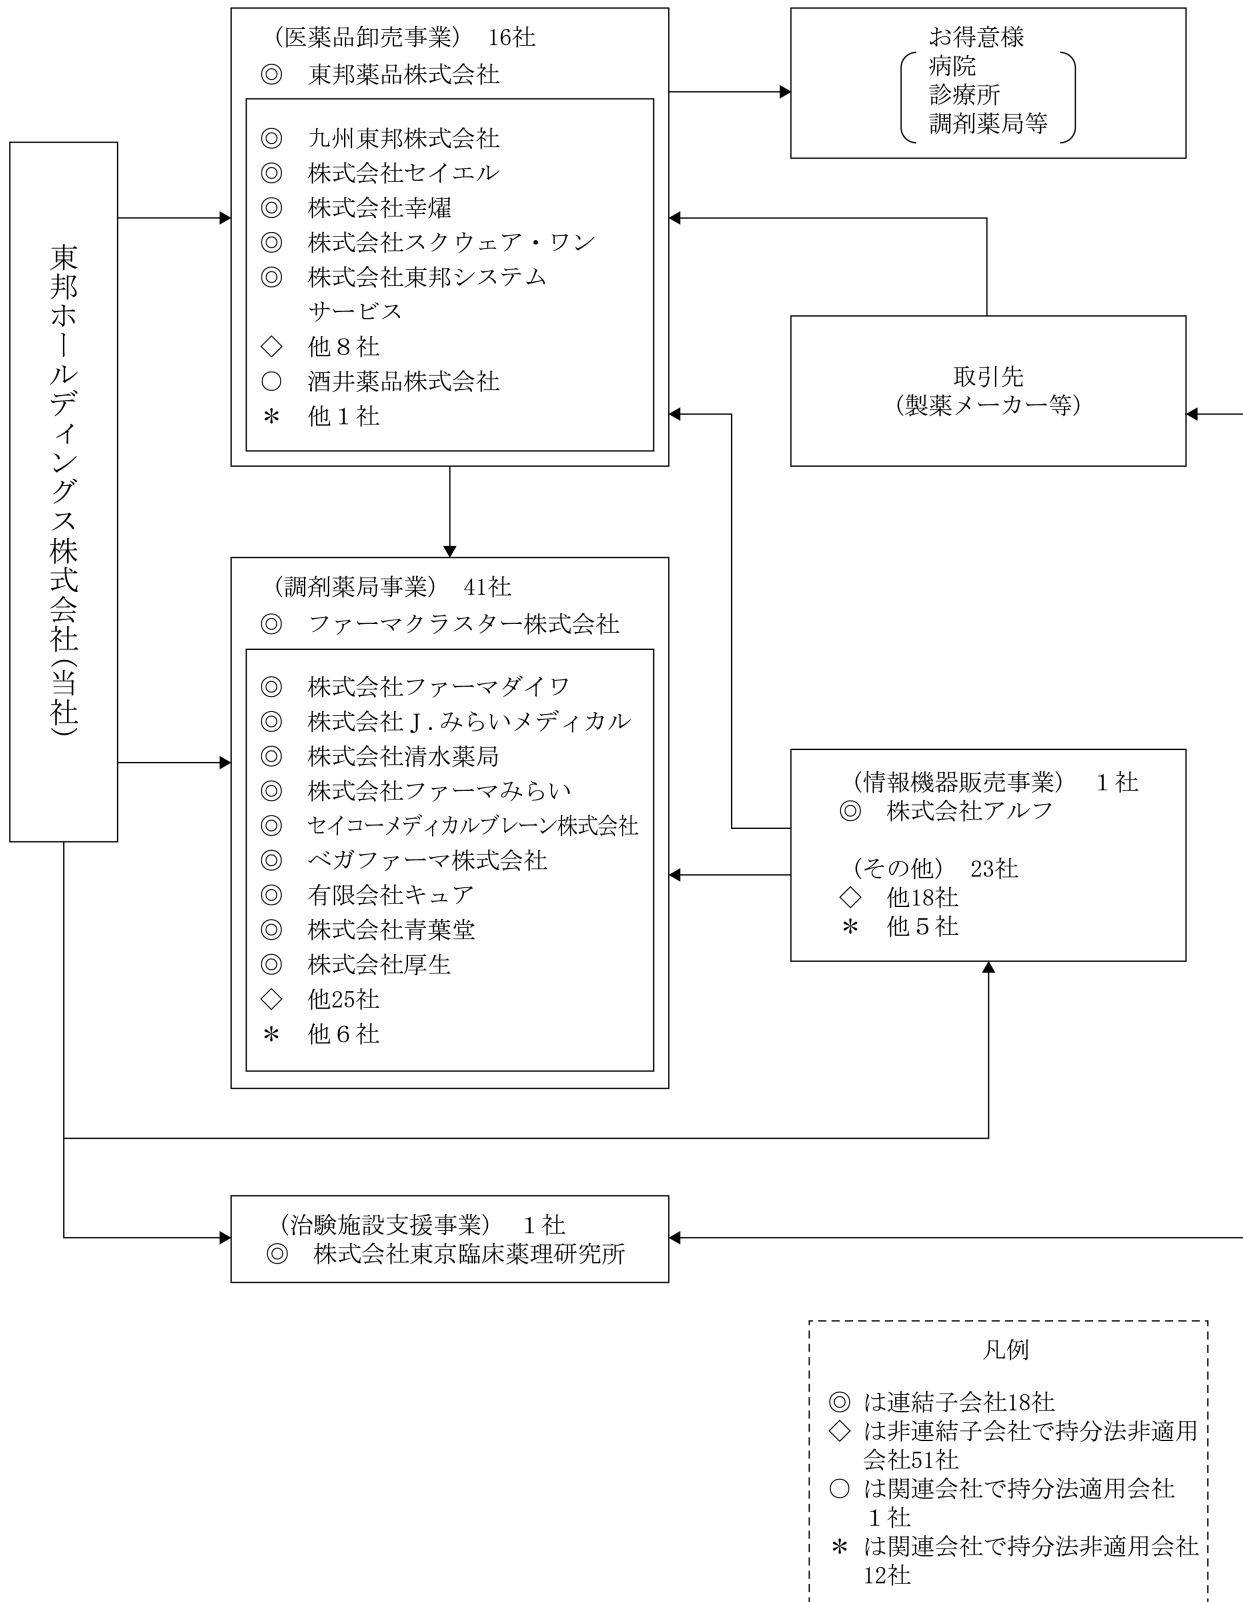 東邦ホールディングス株式会社(当社)
(医薬品卸売事業) 16社
◎ 東邦薬品株式会社
◎ 九州東邦株式会社
◎ 株式会社セイエル
◎ 株式会社幸燿
◎ 株式会社スクウェア・ワン
◎ 株式会社東邦システム
サービス
◇ 他8社
○ 酒井薬品株式会社
* 他1社
お得意様
病院
診療所
調剤薬局等
取引先
(製薬メーカー等)
(調剤薬局事業) 41社
◎ ファーマクラスター株式会社
◎ 株式会社ファーマダイワ
◎ 株式会社J.みらいメディカル
◎ 株式会社清水薬局
◎ 株式会社ファーマみらい
◎ セイコーメディカルブレーン株式会社
◎ ベガファーマ株式会社
◎ 有限会社キュア
◎ 株式会社青葉堂
◎ 株式会社厚生
◇ 他25社
* 他6社
(情報機器販売事業) 1社
◎ 株式会社アルフ
(その他) 23社
◇ 他18社
* 他5社
(治験施設支援事業) 1社
◎ 株式会社東京臨床薬理研究所
凡例
◎ は連結子会社18社
◇ は非連結子会社で持分法非適用
会社51社
○ は関連会社で持分法適用会社
1社
* は関連会社で持分法非適用会社
12社